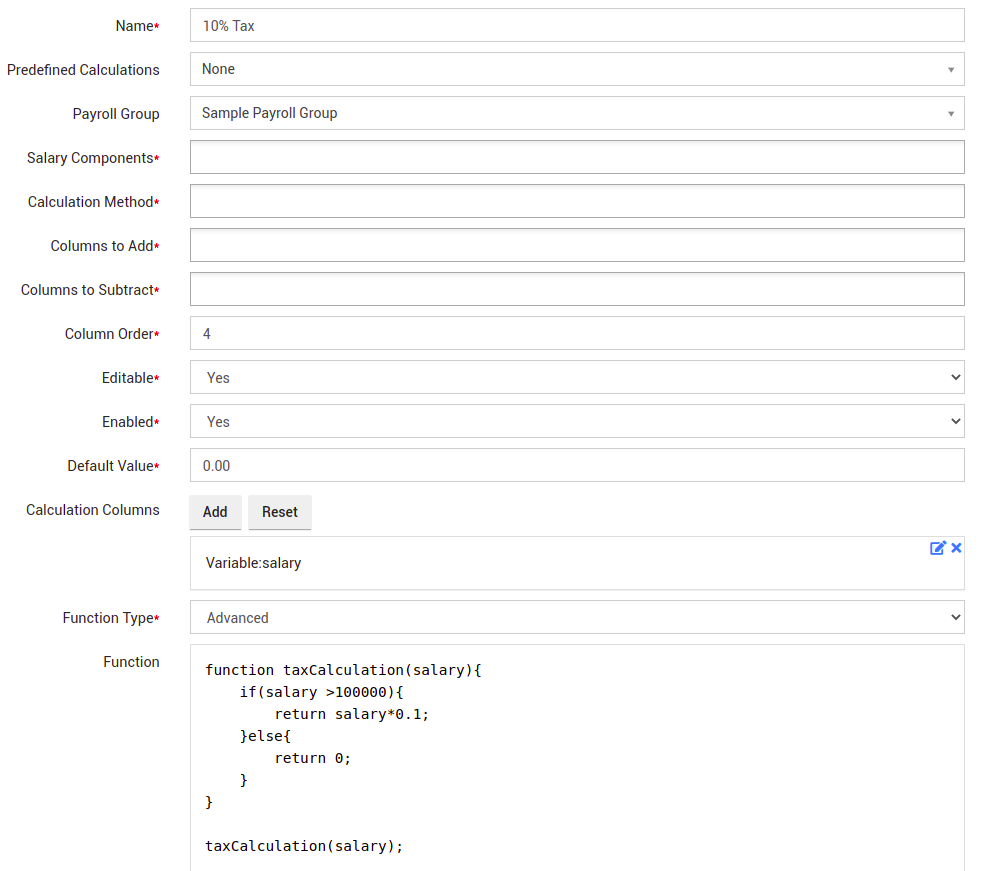 Name* 10% Tax
Predefined Calculations None
Payroll Group Sample Payroll Group
Salary Components*
Calculation Method*
Columns to Add*
Columns to Subtract*
Column Order* 4
Editable* Yes
Enabled* Yes
Default Value* 0.00
Calculation Columns Add Reset
Variable:salary
Function Type* Advanced
Function
function taxCalculation(salary){
    if(salary >100000){
        return salary*0.1;
    }else{
        return 0;
    }
}
taxCalculation(salary);